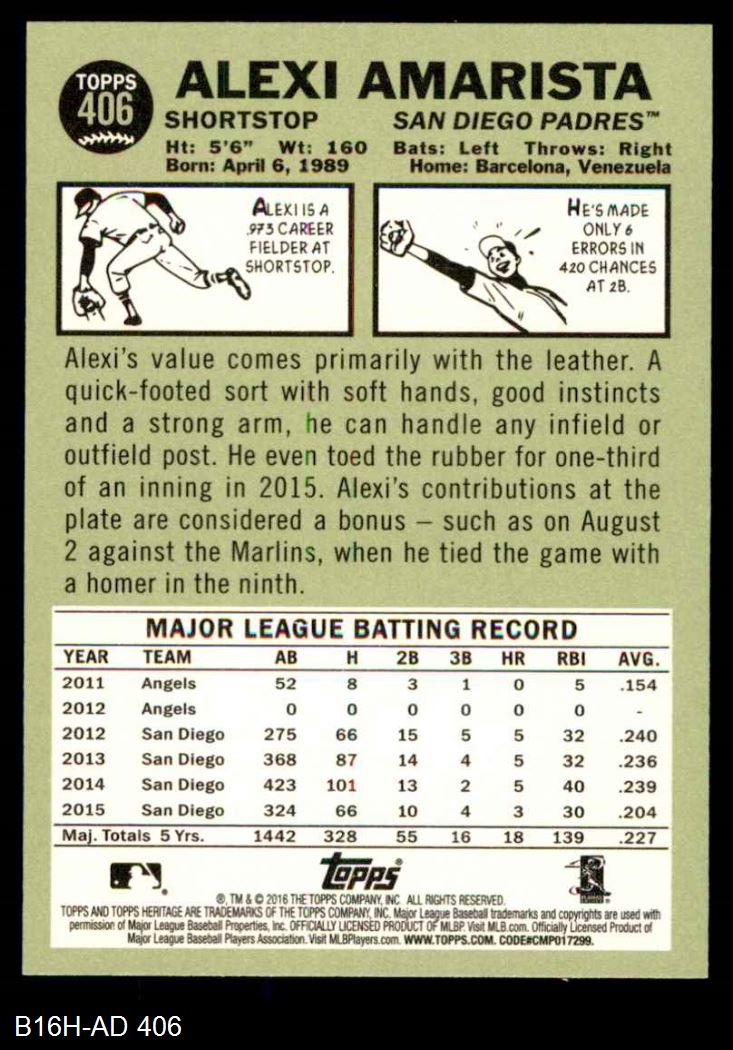 TOPPS
406
ALEXI AMARISTA
SHORTSTOP SAN DIEGO PADRES™
Ht: 5'6" Wt: 160 Bats: Left Throws: Right
Born: April 6, 1989 Home: Barcelona, Venezuela
ALEXI IS A
.973 CAREER
FIELDER AT
SHORTSTOP.
HE'S MADE
ONLY 6
ERRORS IN
420 CHANCES
AT 2B.
Alexi's value comes primarily with the leather. A
quick-footed sort with soft hands, good instincts
and a strong arm, he can handle any infield or
outfield post. He even toed the rubber for one-third
of an inning in 2015. Alexi's contributions at the
plate are considered a bonus – such as on August
2 against the Marlins, when he tied the game with
a homer in the ninth.
MAJOR LEAGUE BATTING RECORD
YEAR TEAM AB H 2B 3B HR RBI AVG.
2011 Angels 52 8 3 1 0 5 .154
2012 Angels 0 0 0 0 0 0 -
2012 San Diego 275 66 15 5 5 32 .240
2013 San Diego 368 87 14 4 5 32 .236
2014 San Diego 423 101 13 2 5 40 .239
2015 San Diego 324 66 10 4 3 30 .204
Maj. Totals 5 Yrs. 1442 328 55 16 18 139 .227
Topps®
®, TM & © 2016 THE TOPPS COMPANY, INC. ALL RIGHTS RESERVED.
TOPPS AND TOPPS HERITAGE ARE TRADEMARKS OF THE TOPPS COMPANY, INC. Major League Baseball trademarks and copyrights are used with
permission of Major League Baseball Properties, Inc. OFFICIALLY LICENSED PRODUCT OF MLBP. Visit MLB.com. Officially Licensed Product of
Major League Baseball Players Association. Visit MLBPlayers.com. WWW.TOPPS.COM. CODE#CMP017299.
B16H-AD 406